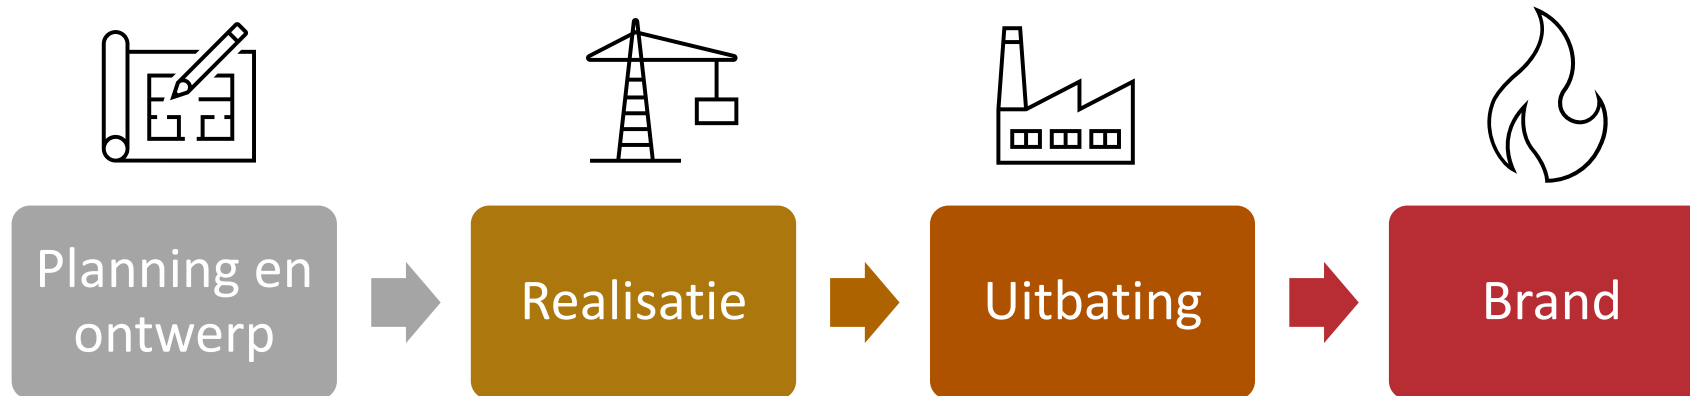 Planning en
ontwerp
Realisatie
Uitbating
Brand